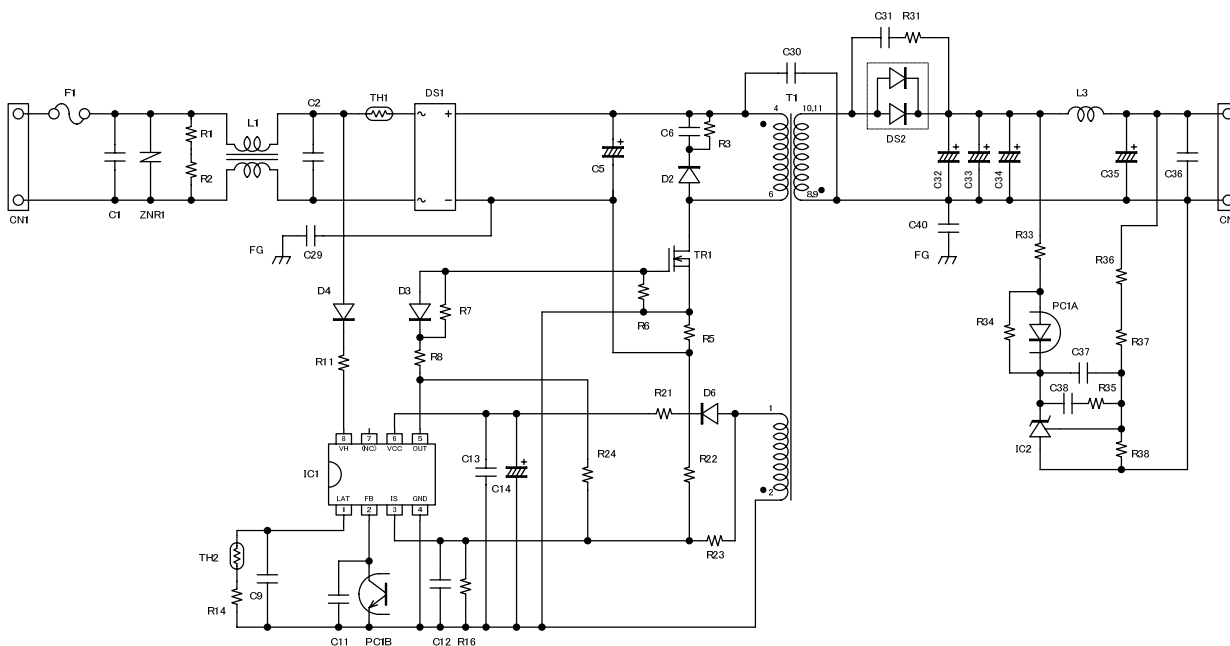 C31 R31
C30
F1
C2
TH1
DS1
T1
L1
4
10,11
R1
~
+
C6
R3
DS2
L3
+
+
+
+
+
R2
C5
D2
C32
C33
C34
C35
C36
~
−
6
8,9
CN1
C1
ZNR1
CN
C40
FG
C29
FG
R33
TR1
R36
D4
D3
R7
R6
PC1A
R34
R5
R37
R11
R8
C37
R21
D6
1
C38
R35
+
8
7
6
5
VH
(NC)
VCC
OUT
IC2
C13
R24
R22
R38
IC1
C14
LAT
FB
IS
GND
2
1
2
3
4
TH2
R23
R14
C9
C11
PC1B
C12
R16